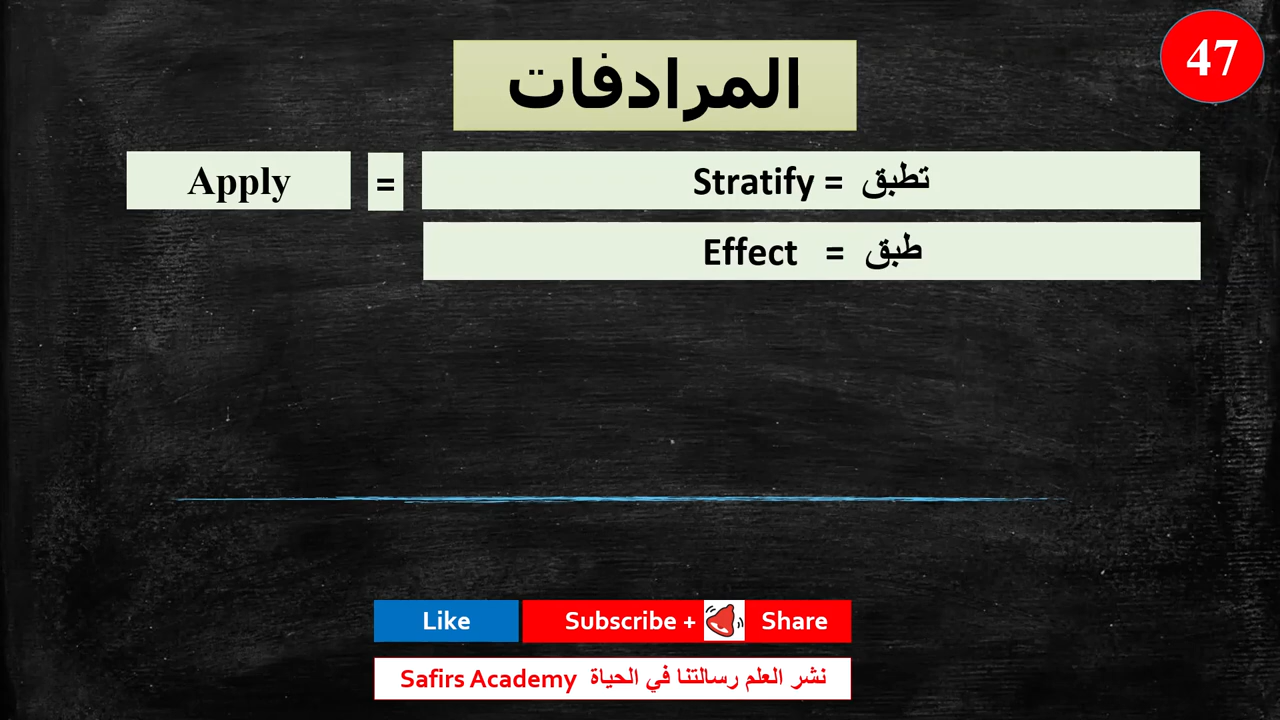 47
المرادفات
Apply = Stratify = تطبق
Effect = طبق
Like Subscribe + Share
Safirs Academy نشر العلم رسالتنا في الحياة